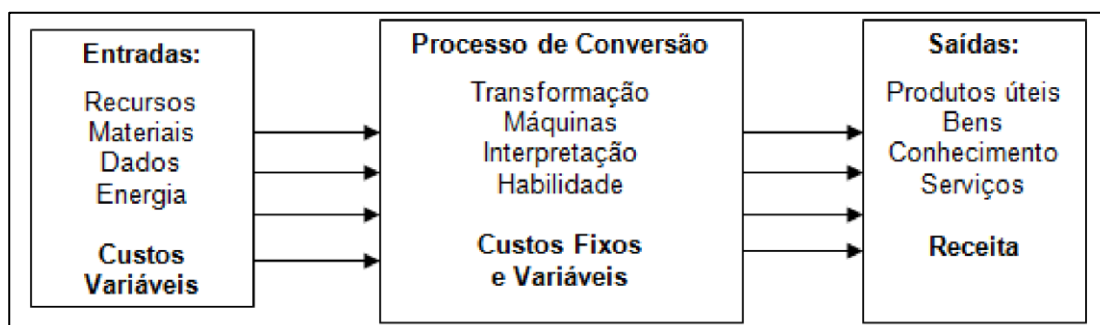 Entradas:
Recursos
Materiais
Dados
Energia
Custos
Variáveis
Processo de Conversão
Transformação
Máquinas
Interpretação
Habilidade
Custos Fixos
e Variáveis
Saídas:
Produtos úteis
Bens
Conhecimento
Serviços
Receita